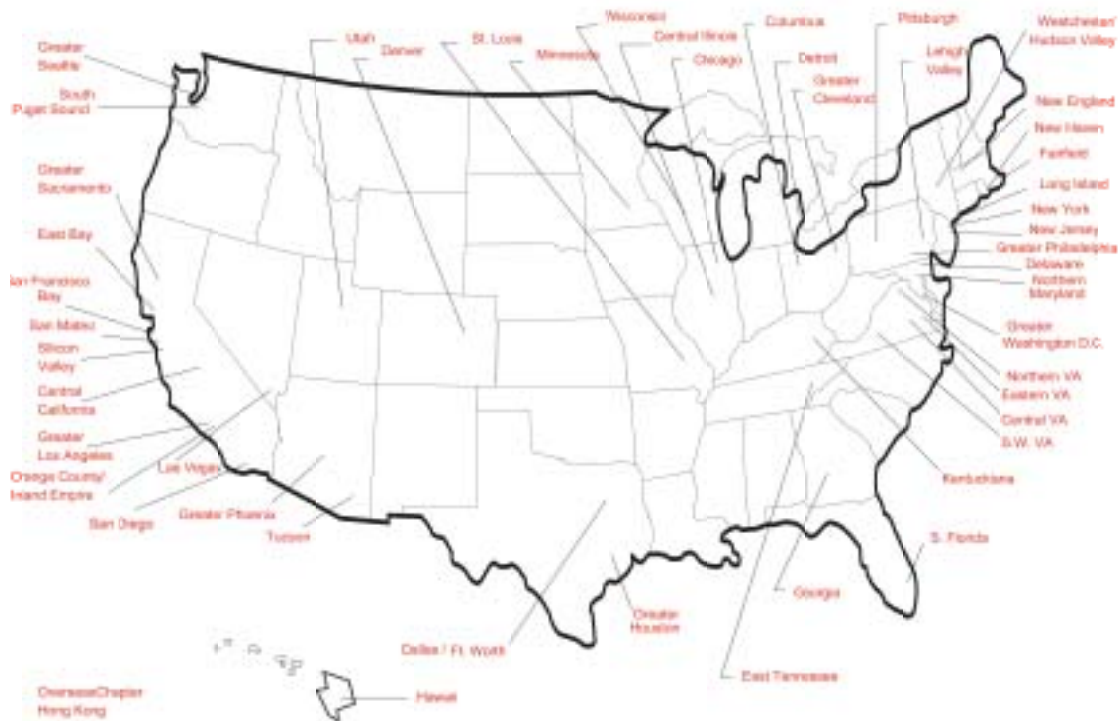 Wisconsin
Columbus
Pittsburgh
Westchester/
Hudson Valley
Utah
Denver
St. Louis
Minnesota
Central Illinois
Chicago
Detroit
Greater
Cleveland
Lehigh
Valley
Greater
Seattle
South
Puget Sound
New England
New Haven
Fairfield
Greater
Sacramento
Long Island
New York
New Jersey
Greater Philadelphia
Delaware
Northern
Maryland
East Bay
San Francisco
Bay
San Mateo
Silicon
Valley
Greater
Washington D.C.
Northern VA
Eastern VA
Central VA
S.W. VA
Central
California
Greater
Los Angeles
Las Vegas
Orange County/
Inland Empire
San Diego
Greater Phoenix
Tucson
Kentuckiana
S. Florida
Georgia
Greater
Houston
Dallas / Ft. Worth
East Tennessee
Hawaii
OverseasChapter
Hong Kong